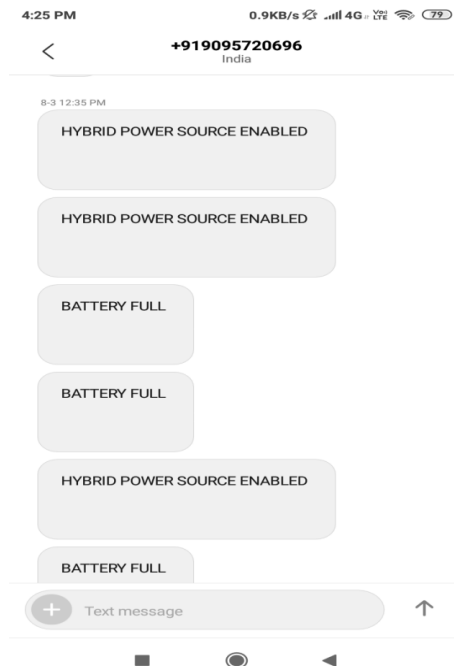 4:25 PM
0.9KB/s 4G Vo 79
+919095720696
India
8-3 12:35 PM
HYBRID POWER SOURCE ENABLED
HYBRID POWER SOURCE ENABLED
BATTERY FULL
BATTERY FULL
HYBRID POWER SOURCE ENABLED
BATTERY FULL
Text message